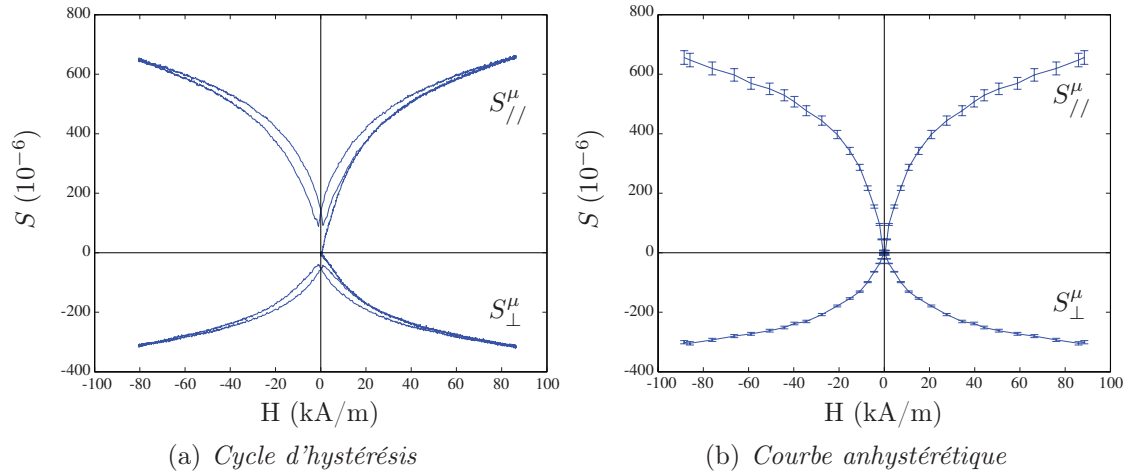 800
600
400
200
0
-200
-400
-100 -80 -60 -40 -20 0 20 40 60 80 100
S (10⁻⁶)
H (kA/m)
S^μ_//
S^μ_⊥
(a) Cycle d'hystérésis
800
600
400
200
0
-200
-400
-100 -80 -60 -40 -20 0 20 40 60 80 100
S (10⁻⁶)
H (kA/m)
S^μ_//
S^μ_⊥
(b) Courbe anhystérétique